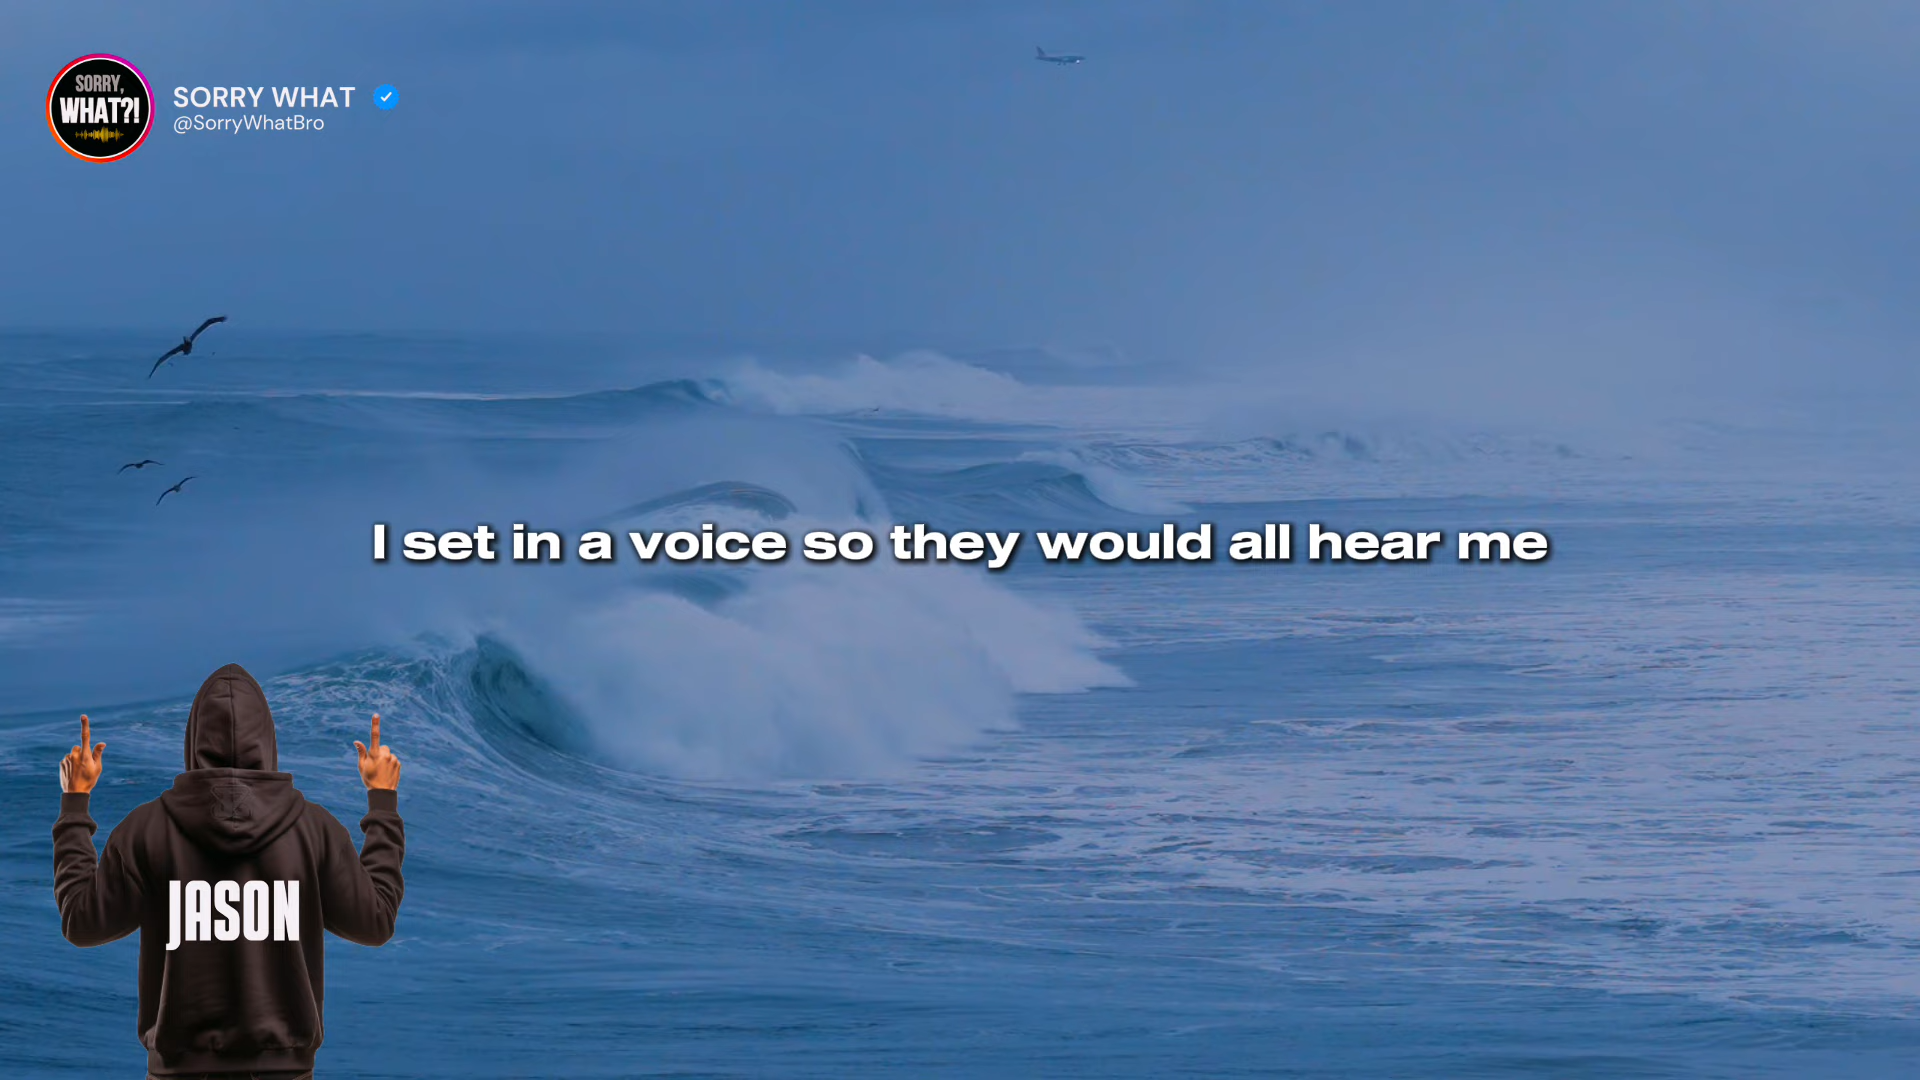 SORRY,
WHAT?!
SORRY WHAT
@SorryWhatBro
I set in a voice so they would all hear me
JASON